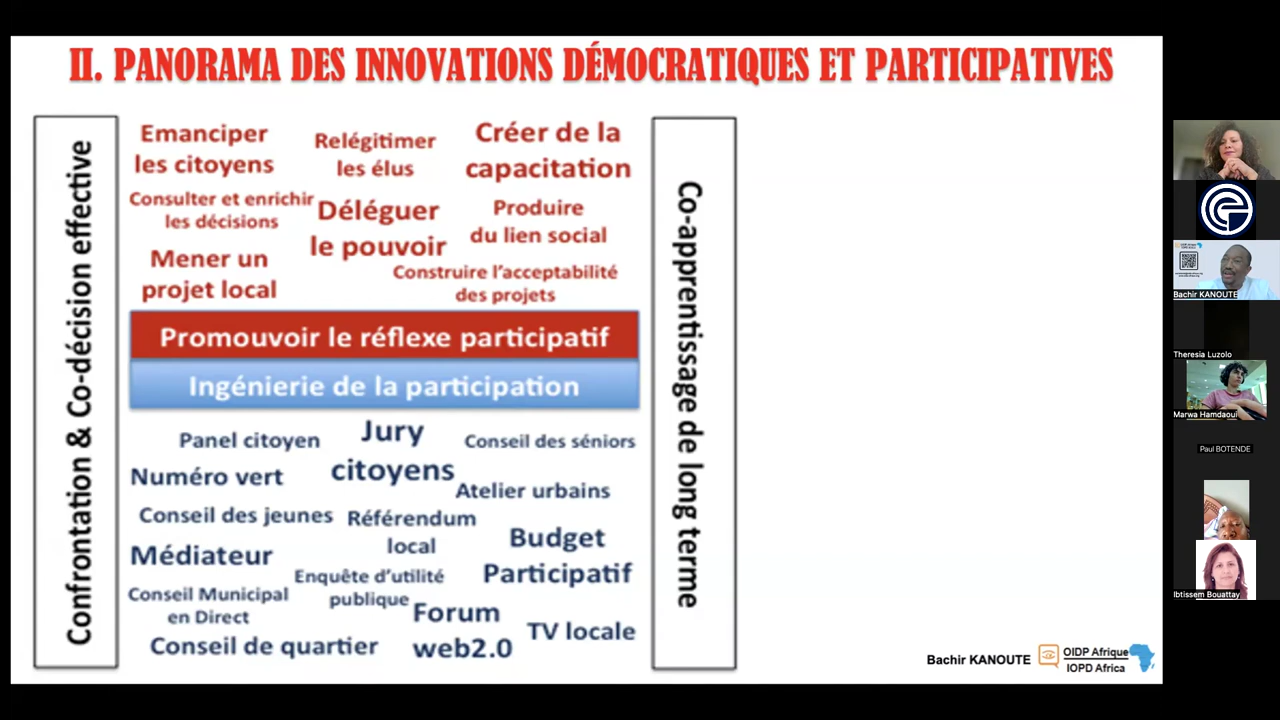 II. PANORAMA DES INNOVATIONS DÉMOCRATIQUES ET PARTICIPATIVES
Confrontation & Co-décision effective
Emanciper
les citoyens
Relégitimer
les élus
Créer de la
capacitation
Consulter et enrichir
les décisions
Déléguer
le pouvoir
Produire
du lien social
Mener un
projet local
Construire l'acceptabilité
des projets
Promouvoir le réflexe participatif
Ingénierie de la participation
Panel citoyen
Jury
citoyens
Conseil des séniors
Numéro vert
Atelier urbains
Conseil des jeunes
Référendum
local
Budget
Participatif
Médiateur
Enquête d'utilité
publique
Conseil Municipal
en Direct
Forum
web2.0
TV locale
Conseil de quartier
Co-apprentissage de long terme
Bachir KANOUTE
OIDP Afrique
IOPD Africa
Bachir KANOUTE
Theresia Luzolo
Marwa Hamdaoui
Paul BOTENDE
Ibtissem Bouattay